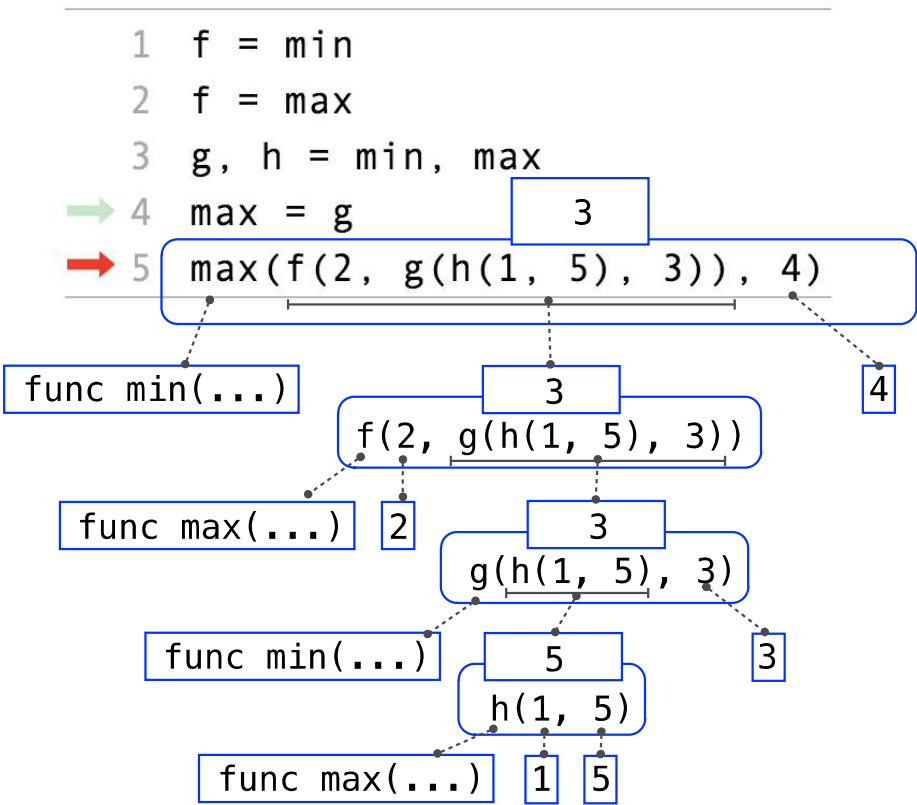 1 f = min
2 f = max
3 g, h = min, max
3
4 max = g
5 max(f(2, g(h(1, 5), 3)), 4)
func min(...)
3
4
f(2, g(h(1, 5), 3))
func max(...)
2
3
g(h(1, 5), 3)
func min(...)
5
3
h(1, 5)
func max(...)
1
5